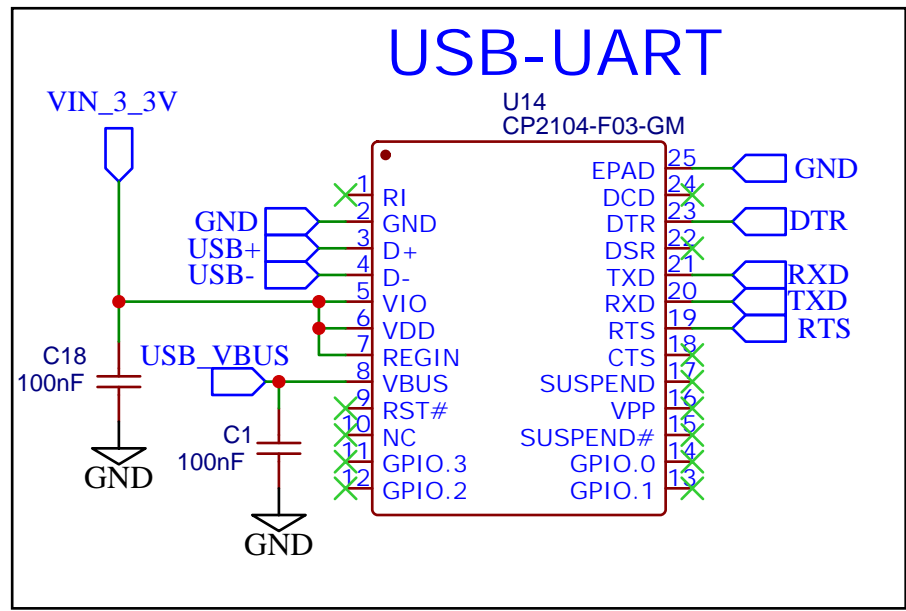 USB-UART
VIN_3_3V
U14
CP2104-F03-GM
1 RI
GND 2 GND
USB+ 3 D+
USB- 4 D-
5 VIO
6 VDD
7 REGIN
USB_VBUS 8 VBUS
9 RST#
10 NC
11 GPIO.3
12 GPIO.2
EPAD 25 GND
DCD 24
DTR 23 DTR
DSR 22
TXD 21 RXD
RXD 20 TXD
RTS 19 RTS
CTS 18
SUSPEND 17
VPP 16
SUSPEND# 15
GPIO.0 14
GPIO.1 13
C18
100nF
GND
C1
100nF
GND